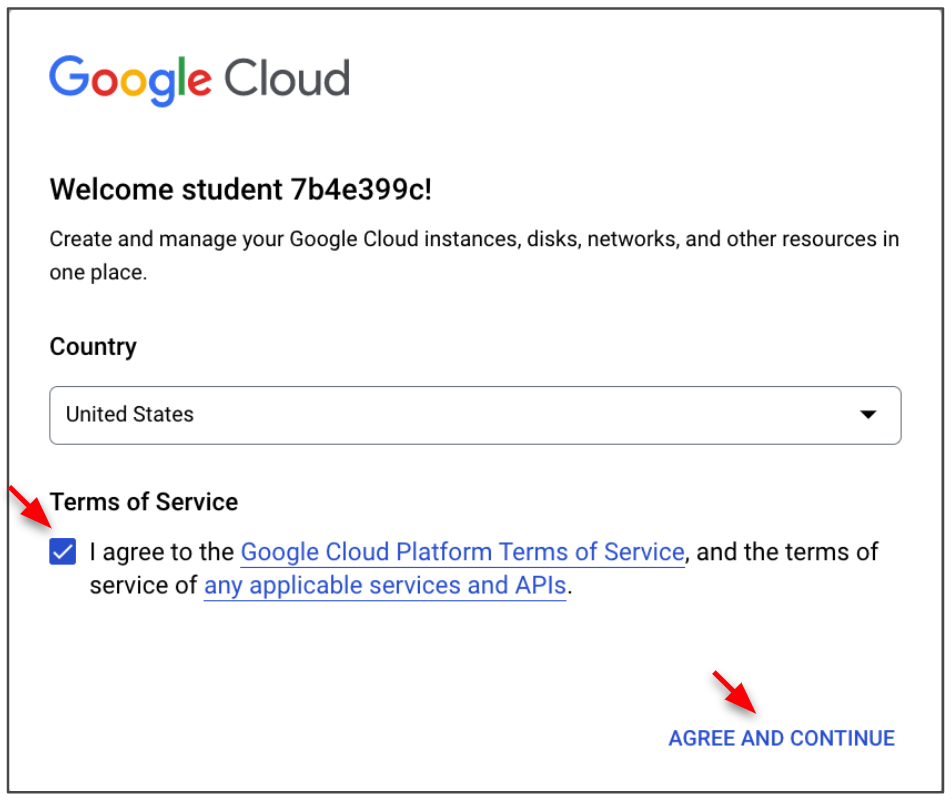 Google Cloud
Welcome student 7b4e399c!
Create and manage your Google Cloud instances, disks, networks, and other resources in
one place.
Country
United States
Terms of Service
I agree to the Google Cloud Platform Terms of Service, and the terms of
service of any applicable services and APIs.
AGREE AND CONTINUE